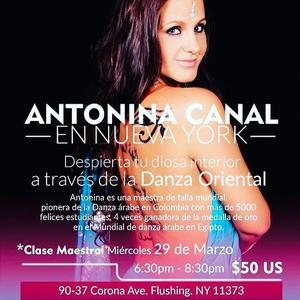 ANTONINA CANAL
EN NUEVA YORK
Despierta tu diosa interior
a través de la Danza Oriental
Antonina es una maestra de talla mundial,
pionera de la Danza árabe en Colombia con más de 5000
felices estudiantes, 4 veces ganadora de la medalla de oro
en el Mundial de danza árabe en Egipto.
*Clase Maestral Miércoles 29 de Marzo
6:30pm - 8:30pm $50 US
90-37 Corona Ave. Flushing, NY 11373